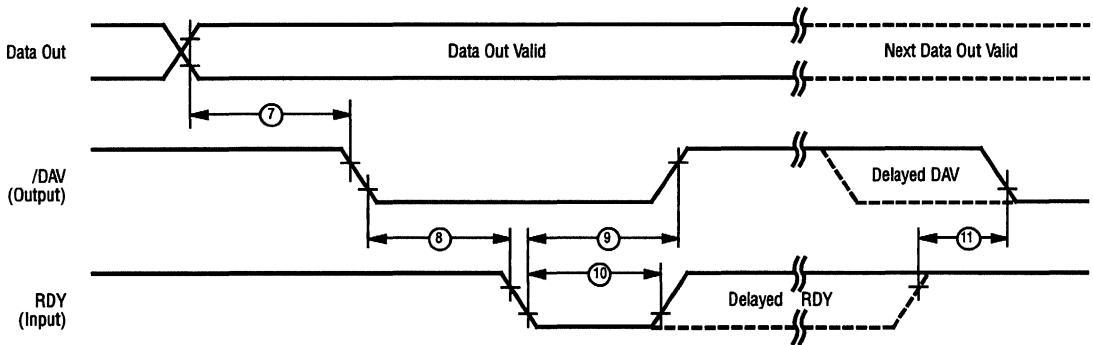 Data Out
Data Out Valid
Next Data Out Valid
7
/DAV
(Output)
Delayed DAV
8
9
11
10
RDY
(Input)
Delayed RDY